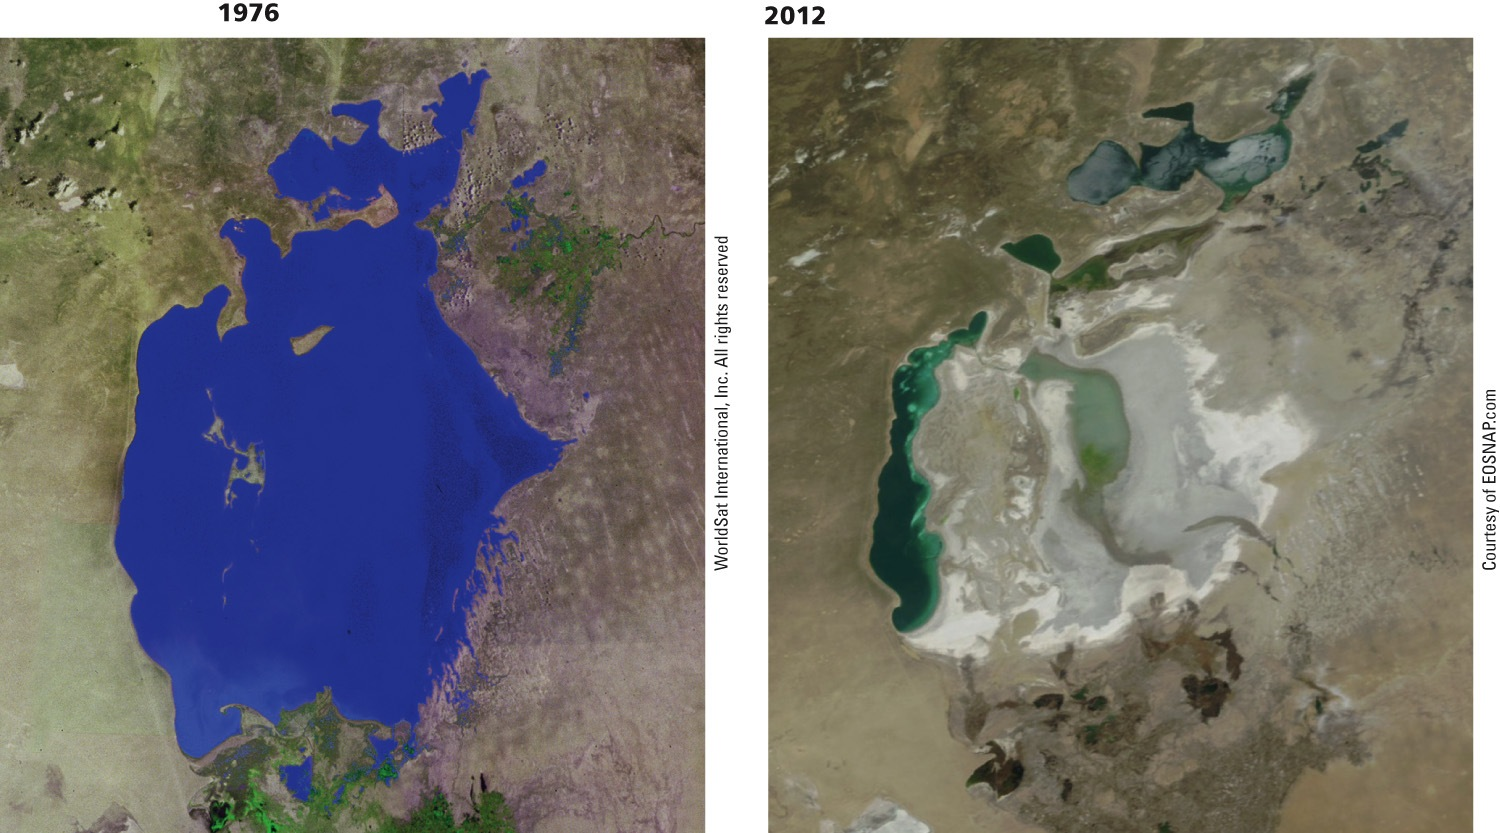 1976
2012
WorldSat International, Inc. All rights reserved
Courtesy of EOSNAP.com